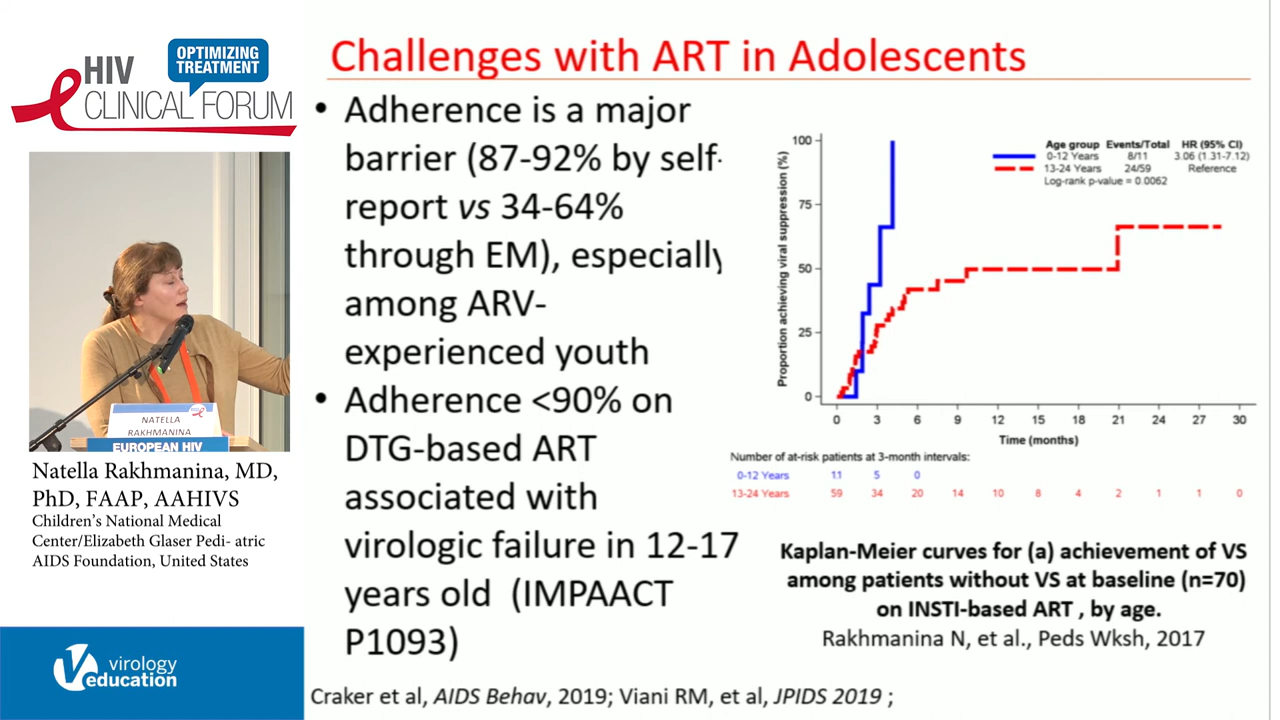 HIV
OPTIMIZING
TREATMENT
CLINICAL FORUM
NATELLA
RAKHMANINA
EUROPEAN HIV
Natella Rakhmanina, MD,
PhD, FAAP, AAHIVS
Children's National Medical
Center/Elizabeth Glaser Pedi- atric
AIDS Foundation, United States
virology
education
Challenges with ART in Adolescents
• Adherence is a major
barrier (87-92% by self-
report vs 34-64%
through EM), especially
among ARV-
experienced youth
• Adherence <90% on
DTG-based ART
associated with
virologic failure in 12-17
years old (IMPAACT
P1093)
Age group Events/Total HR (95% CI)
0-12 Years 8/11 3.06 (1.31-7.12)
13-24 Years 24/59 Reference
Log-rank p-value = 0.0062
Proportion achieving viral suppression (%)
100
75
50
25
0
0 3 6 9 12 15 18 21 24 27 30
Time (months)
Number of at-risk patients at 3-month intervals:
0-12 Years 11 5 0
13-24 Years 59 34 20 14 10 8 4 2 1 1 0
Kaplan-Meier curves for (a) achievement of VS
among patients without VS at baseline (n=70)
on INSTI-based ART , by age.
Rakhmanina N, et al., Peds Wksh, 2017
Craker et al, AIDS Behav, 2019; Viani RM, et al, JPIDS 2019 ;